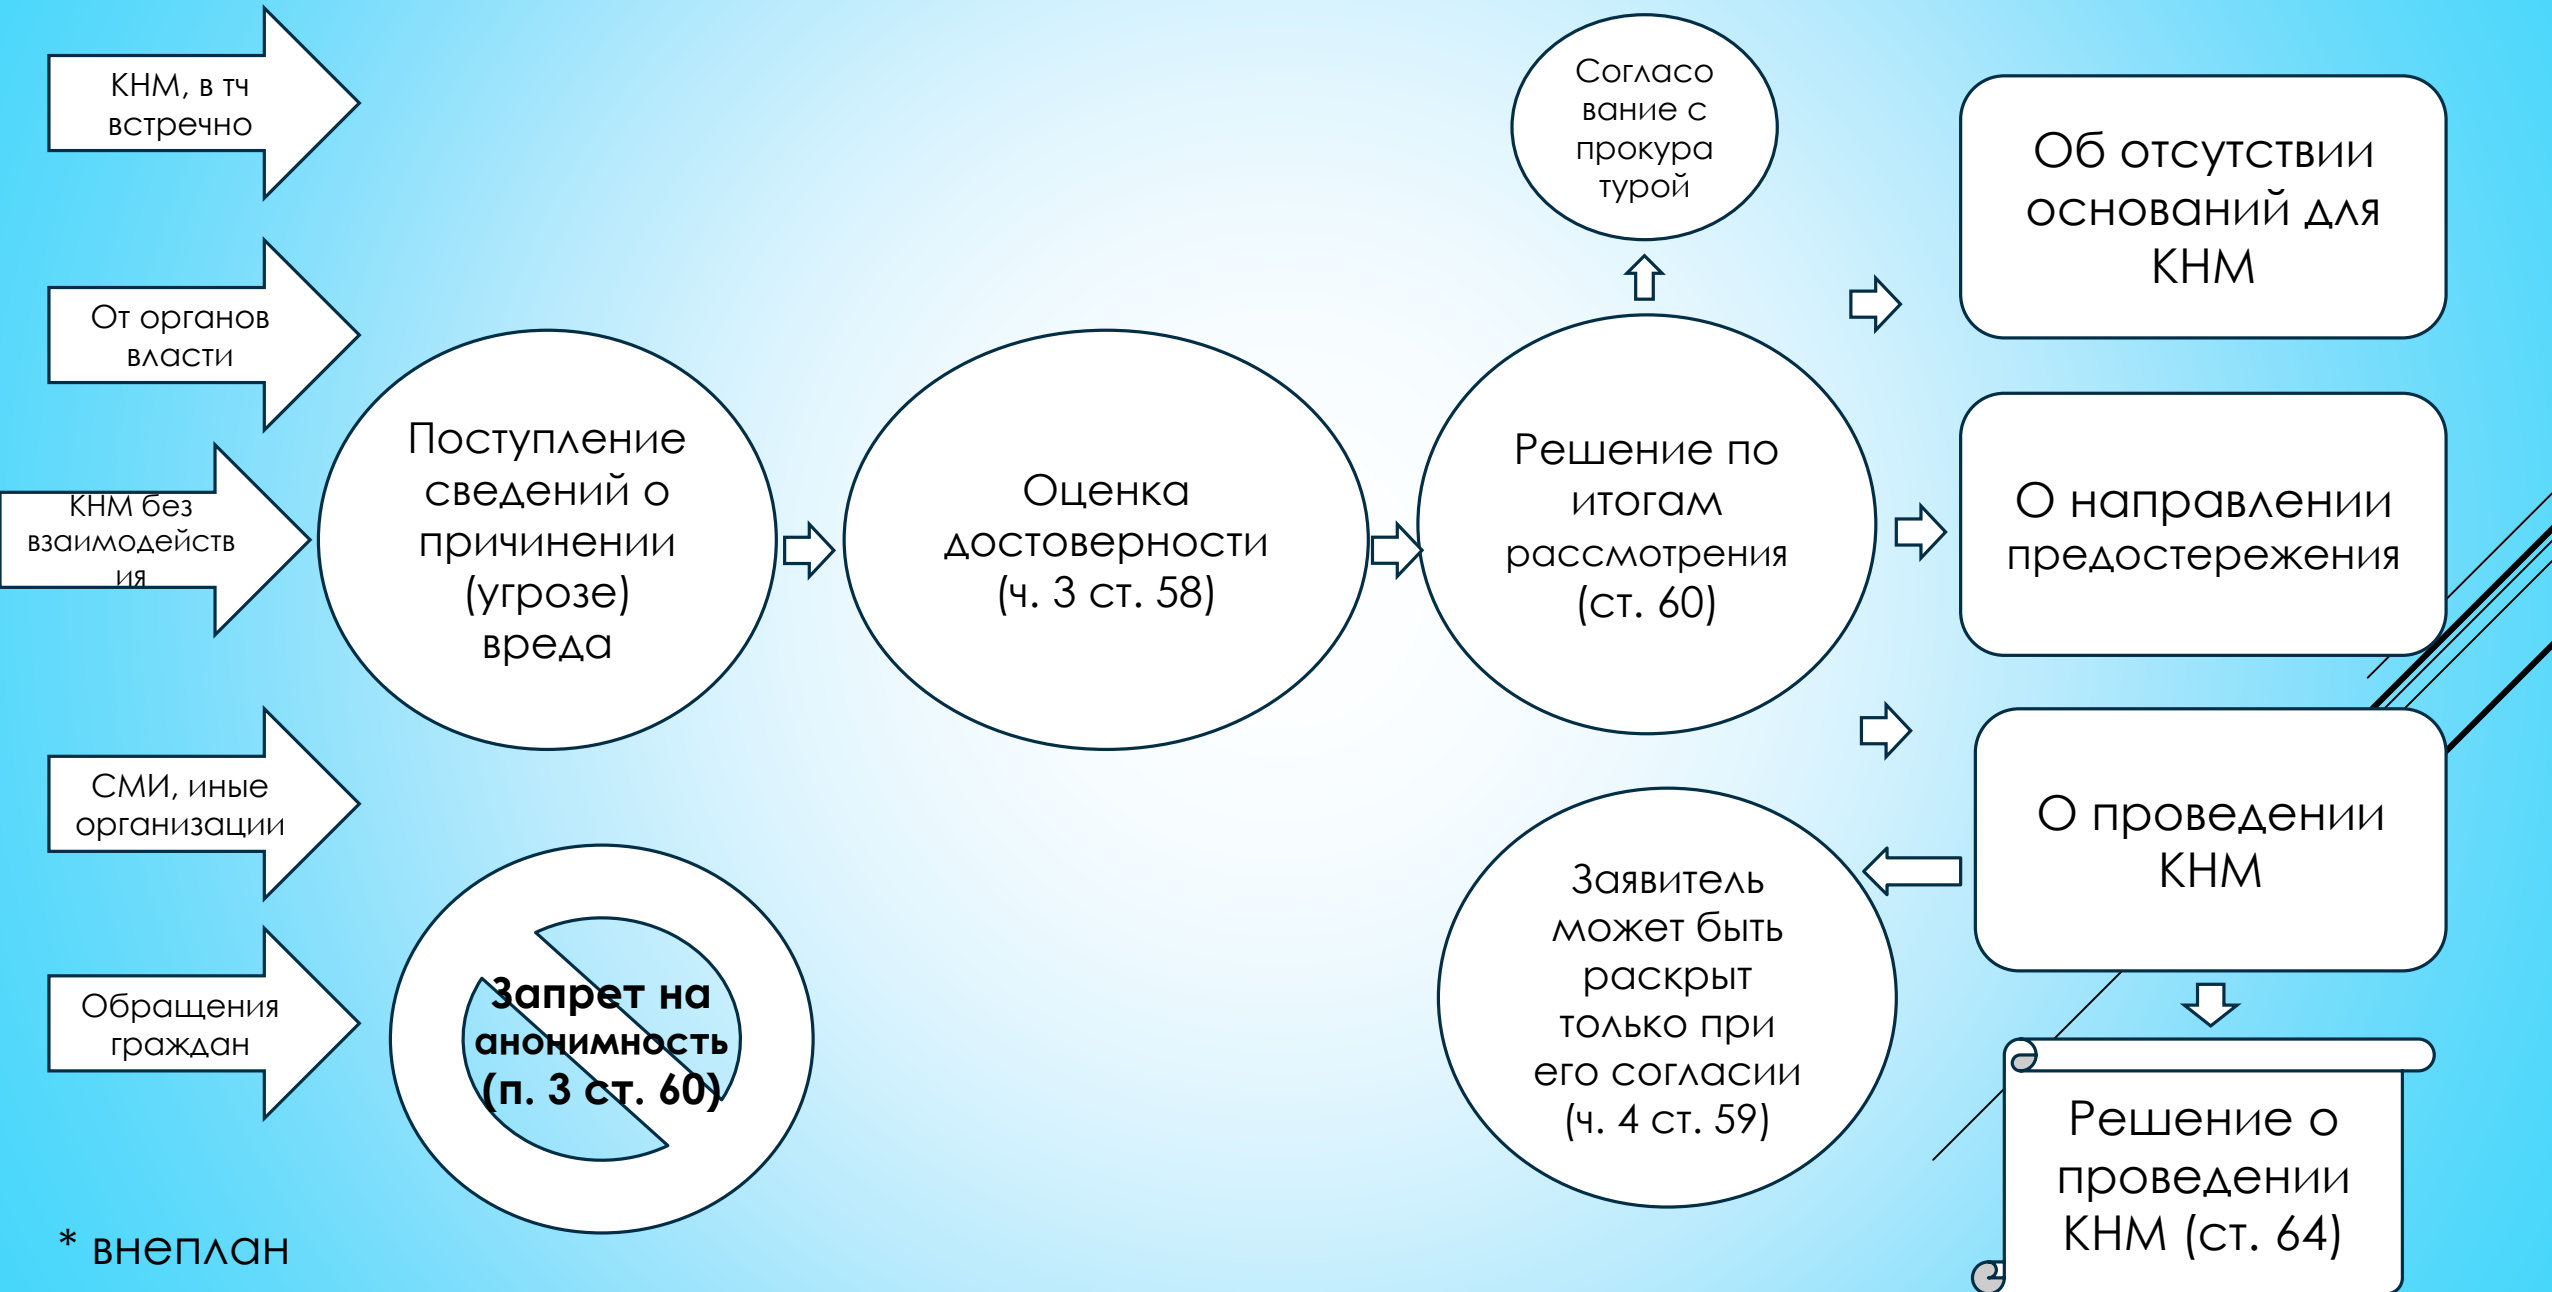 КНМ, в тч
встречно
От органов
власти
КНМ без
взаимодейств
ия
СМИ, иные
организации
Обращения
граждан
Поступление
сведений о
причинении
(угрозе)
вреда
Запрет на
анонимность
(п. 3 ст. 60)
* внеплан
Оценка
достоверности
(ч. 3 ст. 58)
Согласо
вание с
прокура
турой
Решение по
итогам
рассмотрения
(ст. 60)
Заявитель
может быть
раскрыт
только при
его согласии
(ч. 4 ст. 59)
Об отсутствии
оснований для
КНМ
О направлении
предостережения
О проведении
КНМ
Решение о
проведении
КНМ (ст. 64)